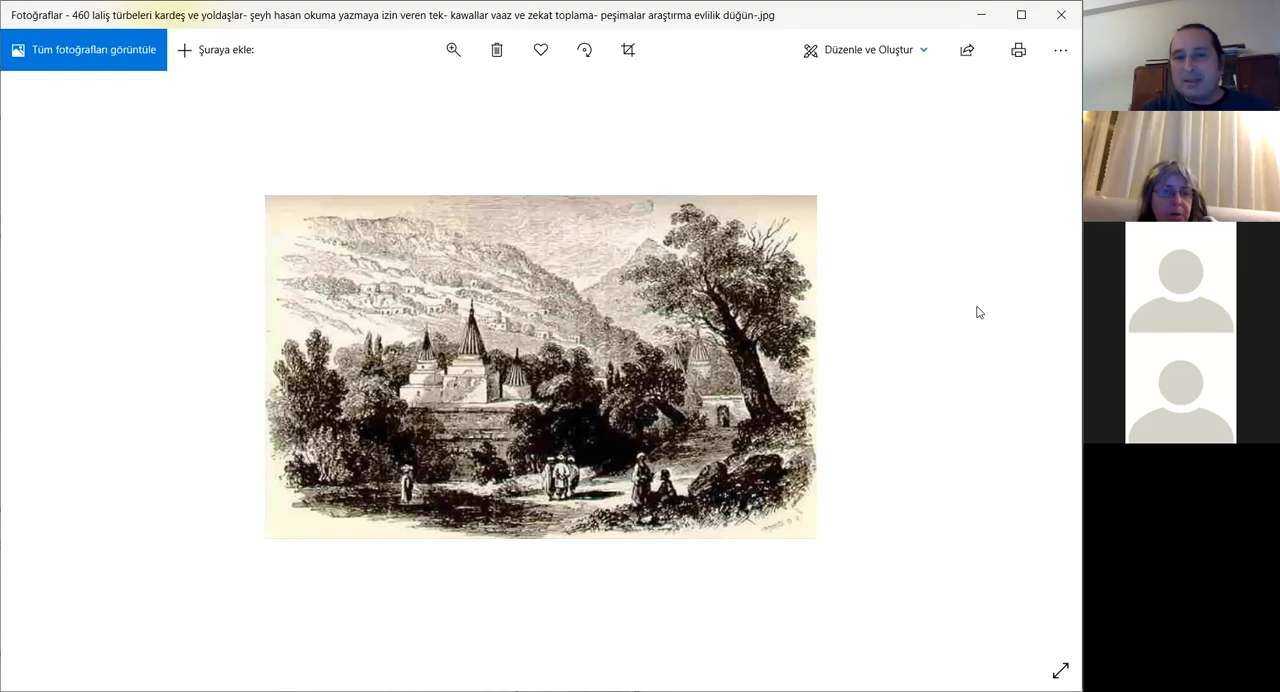 Fotoğraflar - 460 laliş türbeleri kardeş ve yoldaşlar- şeyh hasan okuma yazmaya izin veren tek- kawallar vaaz ve zekat toplama- peşimalar araştırma evlilik düğün-.jpg
Tüm fotoğrafları görüntüle
Şuraya ekle:
Düzenle ve Oluştur